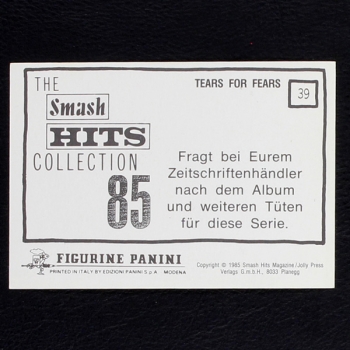 THE
Smash
HITS
COLLECTION
85
TEARS FOR FEARS
39
Fragt bei Eurem
Zeitschriftenhändler
nach dem Album
und weiteren Tüten
für diese Serie.
FIGURINE PANINI
PRINTED IN ITALY BY EDIZIONI PANINI S.p.A. MODENA
Copyright © 1985 Smash Hits Magazine/Jolly Press
Verlags G.m.b.H., 8033 Planegg